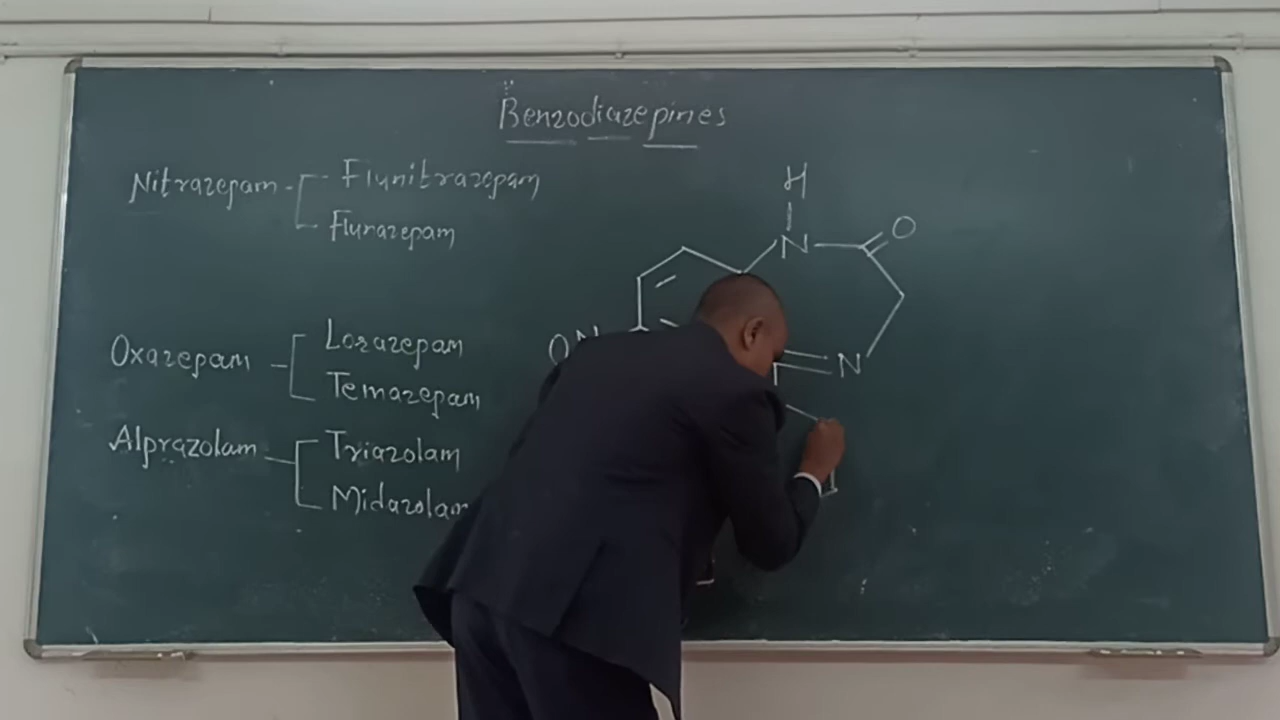 Benzodiazepines
Nitrazepam
Flunitrazepam
Flurazepam
Oxazepam
Lorazepam
Temazepam
Alprazolam
Triazolam
Midazolam
H
N
O
N